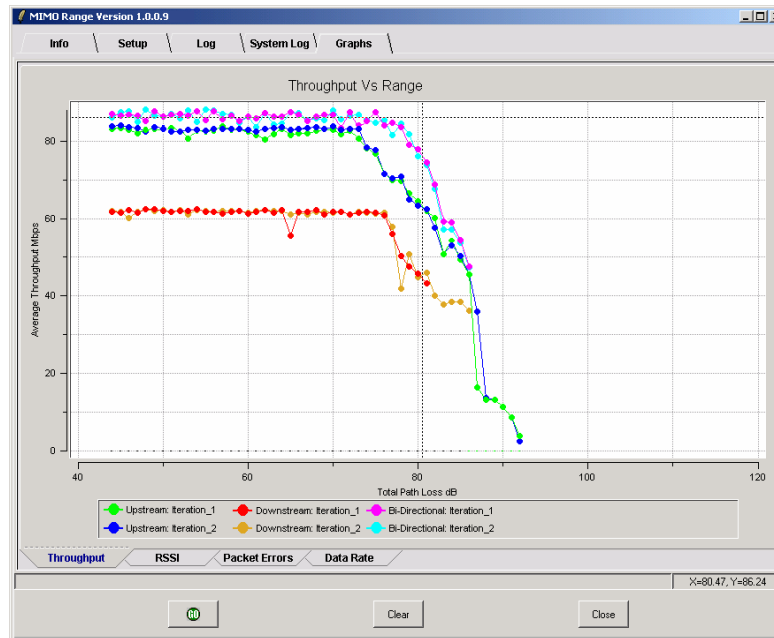 MIMO Range Version 1.0.0.9
Info Setup Log System Log Graphs
Throughput Vs Range
80
60
40
20
0
Average Throughput Mbps
40 60 80 100 120
Total Path Loss dB
Upstream: Iteration_1 Downstream: Iteration_1 Bi-Directional: Iteration_1
Upstream: Iteration_2 Downstream: Iteration_2 Bi-Directional: Iteration_2
Throughput RSSI Packet Errors Data Rate
X=80.47, Y=86.24
GO Clear Close